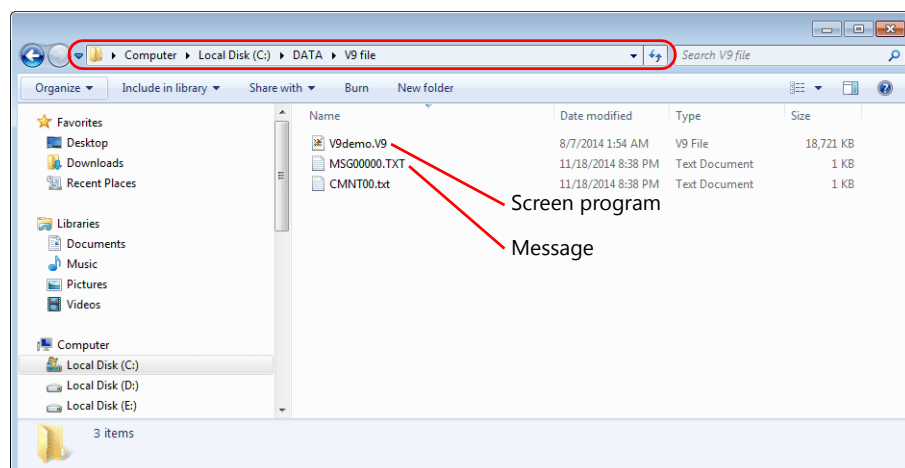 Computer ▸ Local Disk (C:) ▸ DATA ▸ V9 file
Search V9 file
Organize Include in library Share with Burn New folder
Favorites
Desktop
Downloads
Recent Places
Libraries
Documents
Music
Pictures
Videos
Computer
Local Disk (C:)
Local Disk (D:)
Local Disk (E:)
Name Date modified Type Size
V9demo.V9 8/7/2014 1:54 AM V9 File 18,721 KB
MSG00000.TXT 11/18/2014 8:38 PM Text Document 1 KB
CMNT00.txt 11/18/2014 8:38 PM Text Document 1 KB
Screen program
Message
3 items